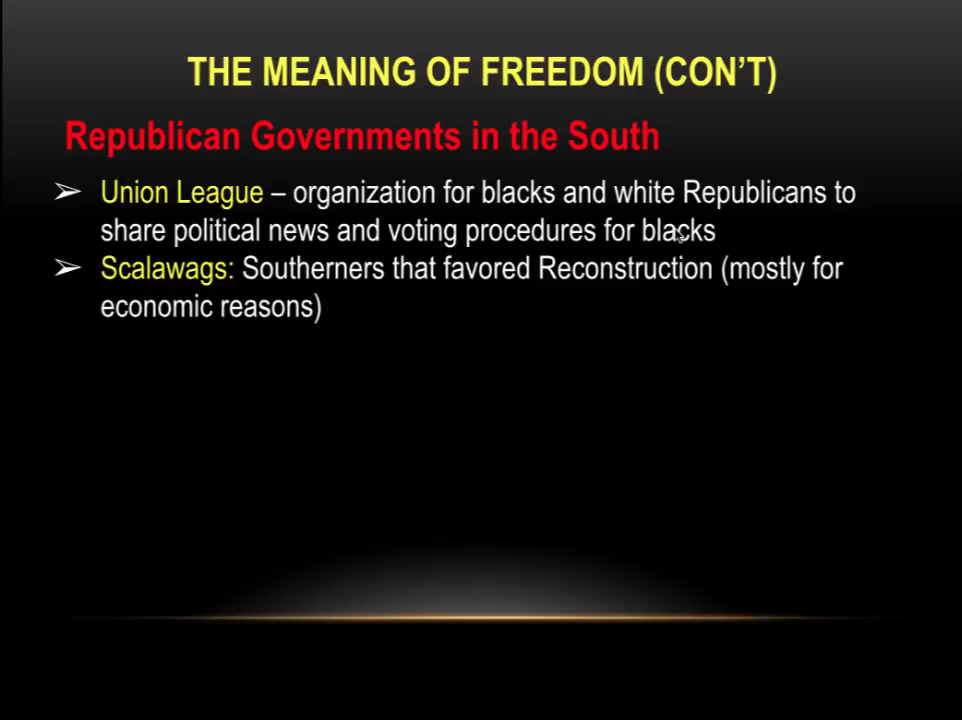 THE MEANING OF FREEDOM (CON’T)
Republican Governments in the South
➢ Union League – organization for blacks and white Republicans to
share political news and voting procedures for blacks
➢ Scalawags: Southerners that favored Reconstruction (mostly for
economic reasons)